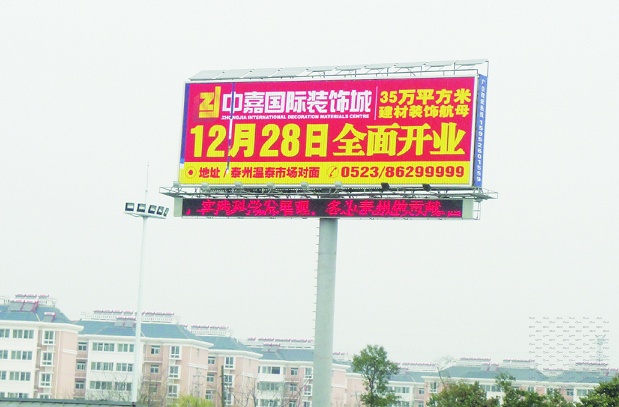 中嘉国际装饰城
ZHONGJIA INTERNATIONAL DECORATION MATERIALS CENTRE
35万平方米
建材装饰航母
12月28日全面开业
地址/泰州温泰市场对面
0523/86299999